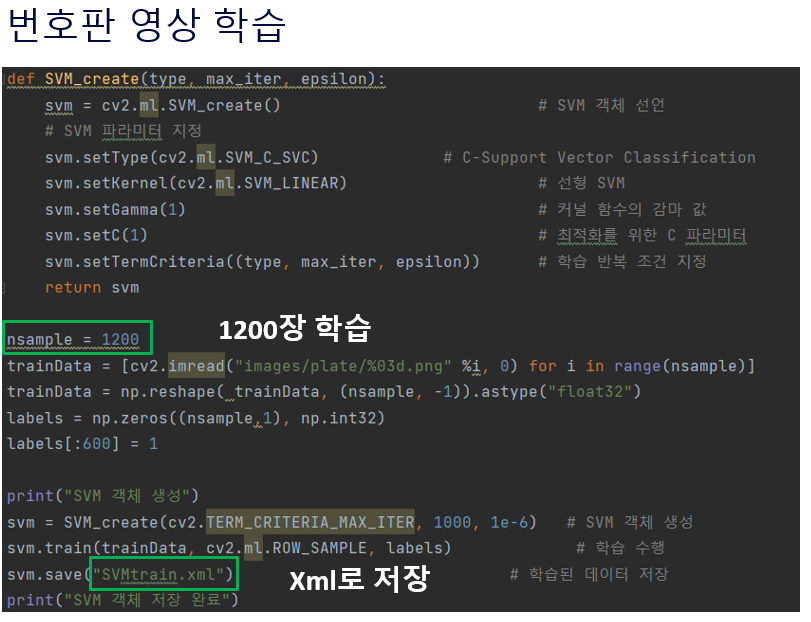 번호판 영상 학습
def SVM_create(type, max_iter, epsilon):
svm = cv2.ml.SVM_create() # SVM 객체 선언
# SVM 파라미터 지정
svm.setType(cv2.ml.SVM_C_SVC) # C-Support Vector Classification
svm.setKernel(cv2.ml.SVM_LINEAR) # 선형 SVM
svm.setGamma(1) # 커널 함수의 감마 값
svm.setC(1) # 최적화를 위한 C 파라미터
svm.setTermCriteria((type, max_iter, epsilon)) # 학습 반복 조건 지정
return svm
nsample = 1200 1200장 학습
trainData = [cv2.imread("images/plate/%03d.png" %i, 0) for i in range(nsample)]
trainData = np.reshape( trainData, (nsample, -1)).astype("float32")
labels = np.zeros((nsample,1), np.int32)
labels[:600] = 1
print("SVM 객체 생성")
svm = SVM_create(cv2.TERM_CRITERIA_MAX_ITER, 1000, 1e-6) # SVM 객체 생성
svm.train(trainData, cv2.ml.ROW_SAMPLE, labels) # 학습 수행
svm.save("SVMtrain.xml") Xml로 저장 # 학습된 데이터 저장
print("SVM 객체 저장 완료")